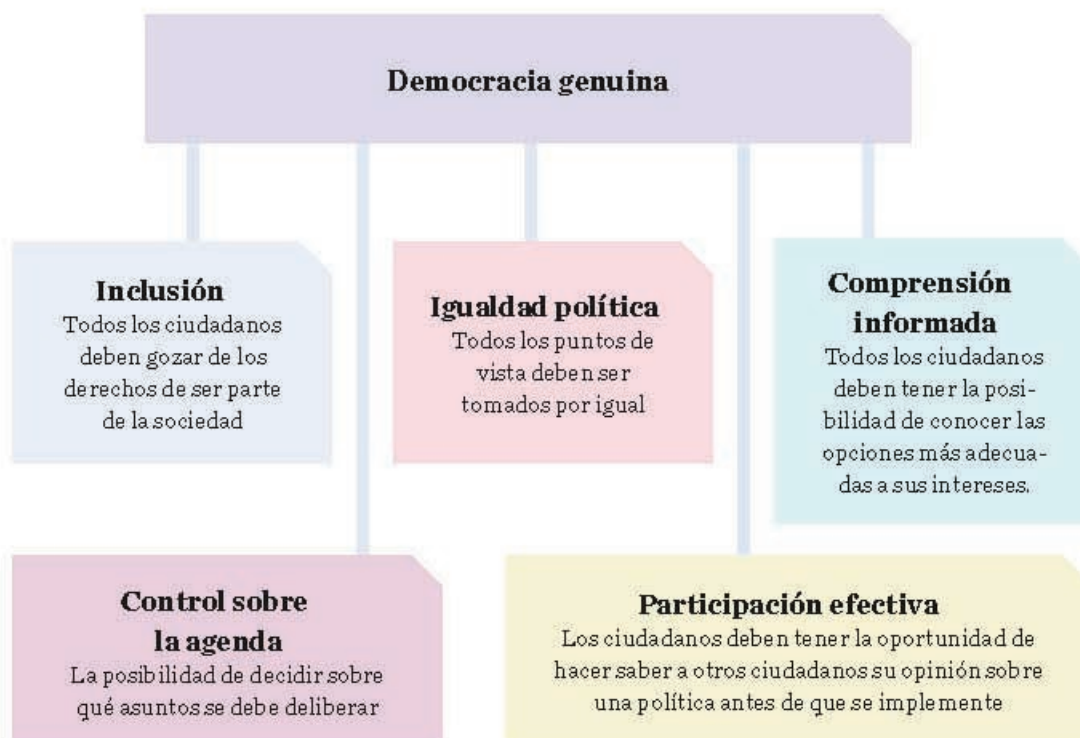 Democracia genuina
Inclusión
Todos los ciudadanos
deben gozar de los
derechos de ser parte
de la sociedad
Igualdad política
Todos los puntos de
vista deben ser
tomados por igual
Comprensión
informada
Todos los ciudadanos
deben tener la posi-
bilidad de conocer las
opciones más adecua-
das a sus intereses.
Control sobre
la agenda
La posibilidad de decidir sobre
qué asuntos se debe deliberar
Participación efectiva
Los ciudadanos deben tener la oportunidad de
hacer saber a otros ciudadanos su opinión sobre
una política antes de que se implemente